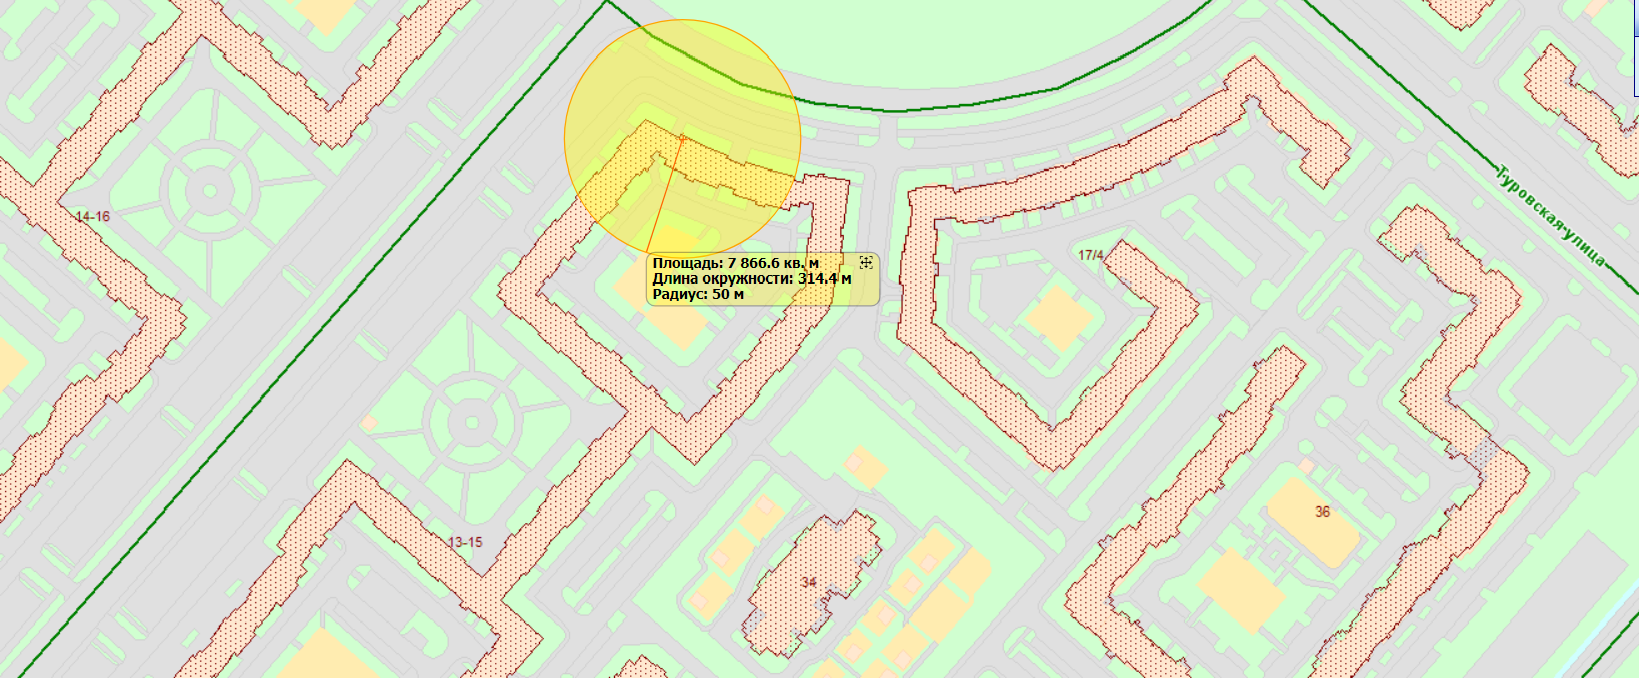 14-16
Туровская улица
17/4
Площадь: 7 866.6 кв. м
Длина окружности: 314.4 м
Радиус: 50 м
36
13-15
34